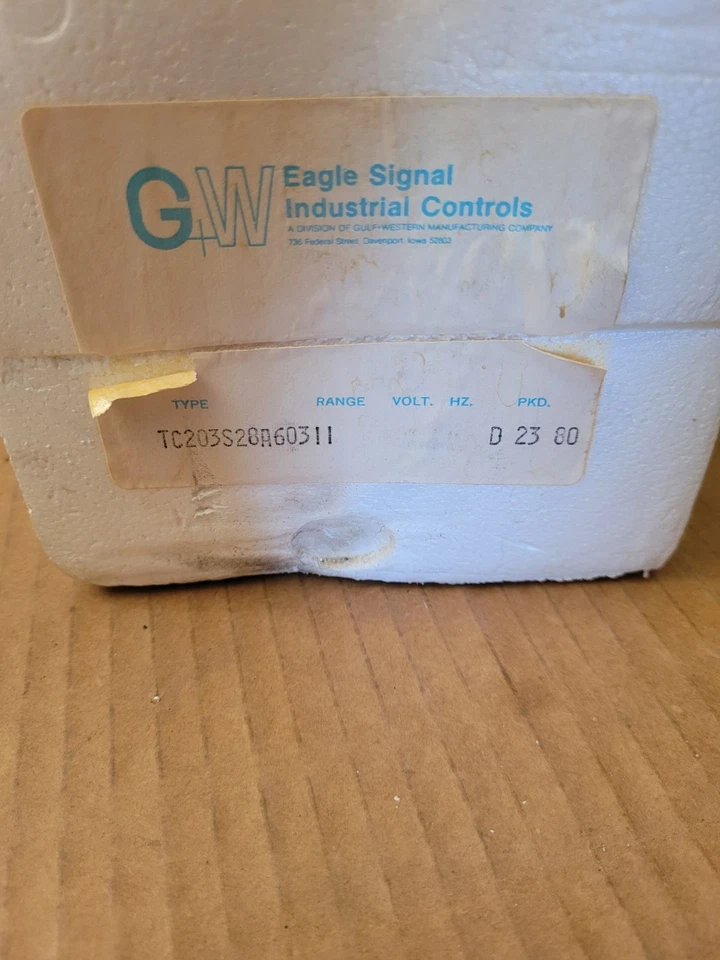 G+W
Eagle Signal
Industrial Controls
A DIVISION OF GULF+WESTERN MANUFACTURING COMPANY
736 Federal Street, Davenport, Iowa 52803
TYPE RANGE VOLT. HZ. PKD.
TC203S28A60311 D 23 80